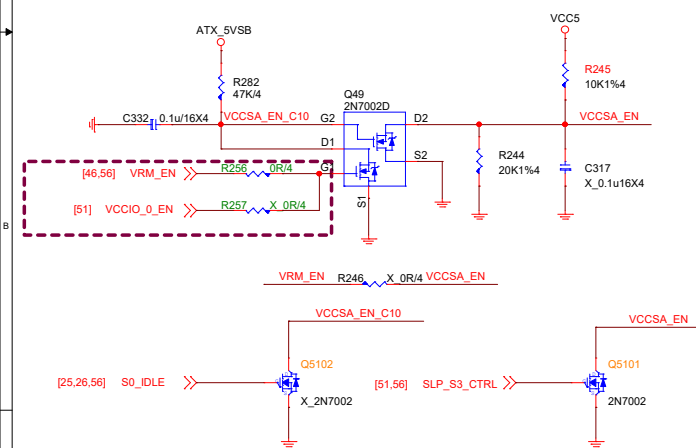 ATX_5VSB
VCC5
R282
47K/4
R245
10K1%4
Q49
2N7002D
C332 0.1u/16X4
VCCSA_EN_C10
G2
D2
VCCSA_EN
D1
S2
R244
20K1%4
C317
X_0.1u16X4
[46,56] VRM_EN
R256 0R/4
G1
[51] VCCIO_0_EN
R257 X_0R/4
S1
B
VRM_EN R246 X_0R/4 VCCSA_EN
VCCSA_EN_C10
VCCSA_EN
Q5102
Q5101
[25,26,56] S0_IDLE
[51,56] SLP_S3_CTRL
X_2N7002
2N7002